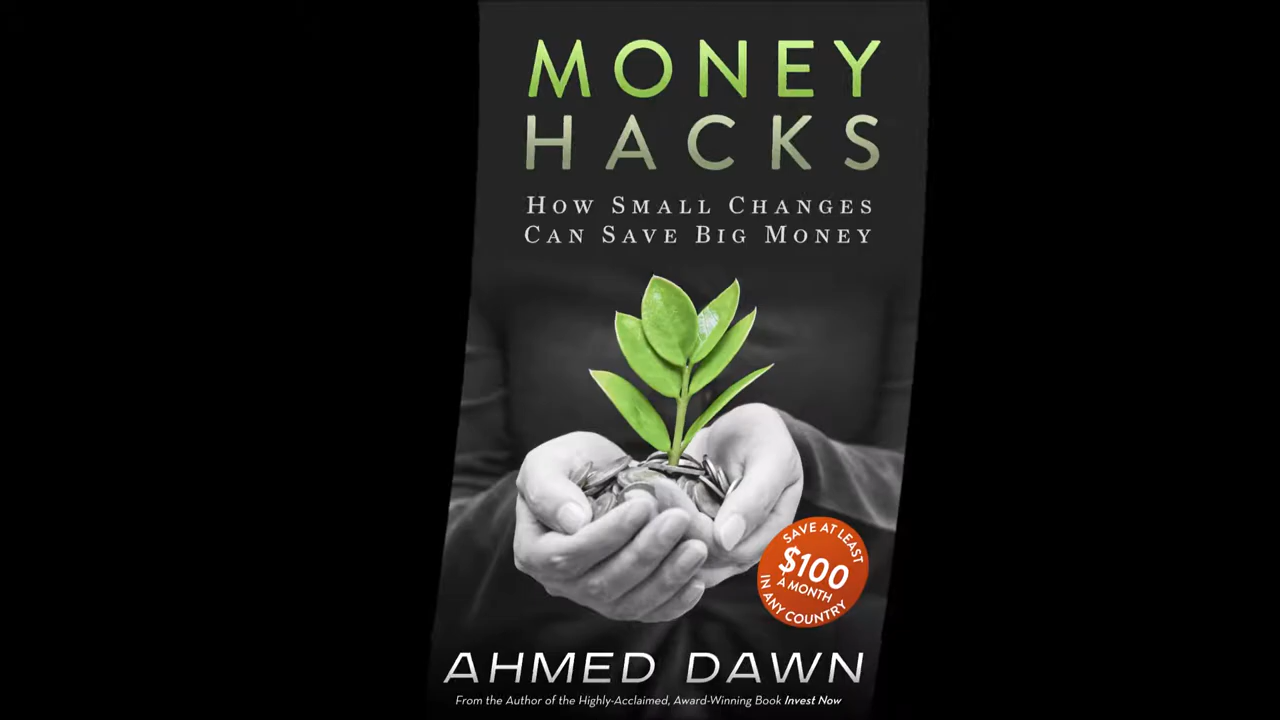 MONEY
HACKS
HOW SMALL CHANGES
CAN SAVE BIG MONEY
SAVE AT LEAST
$100
A MONTH
IN ANY COUNTRY
AHMED DAWN
From the Author of the Highly-Acclaimed, Award-Winning Book Invest Now